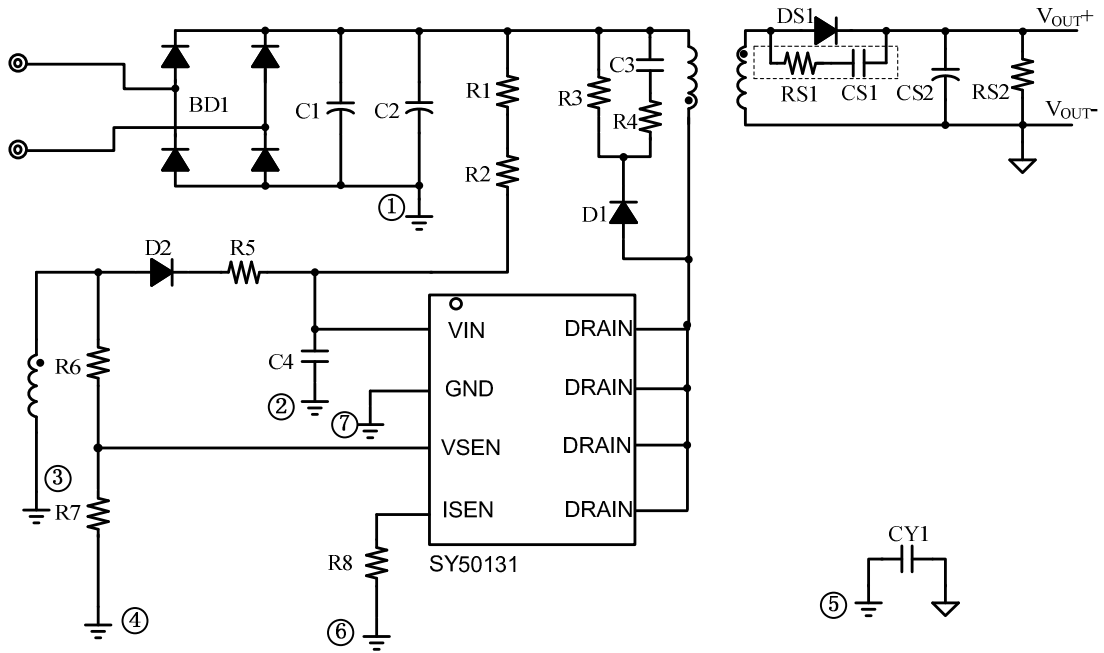 DS1
VOUT+
BD1
C1
C2
R1
R3
C3
R4
RS1
CS1
CS2
RS2
VOUT-
R2
①
D1
D2
R5
VIN
DRAIN
R6
C4
②
GND
DRAIN
⑦
VSEN
DRAIN
③
R7
ISEN
DRAIN
R8
SY50131
CY1
④
⑥
⑤